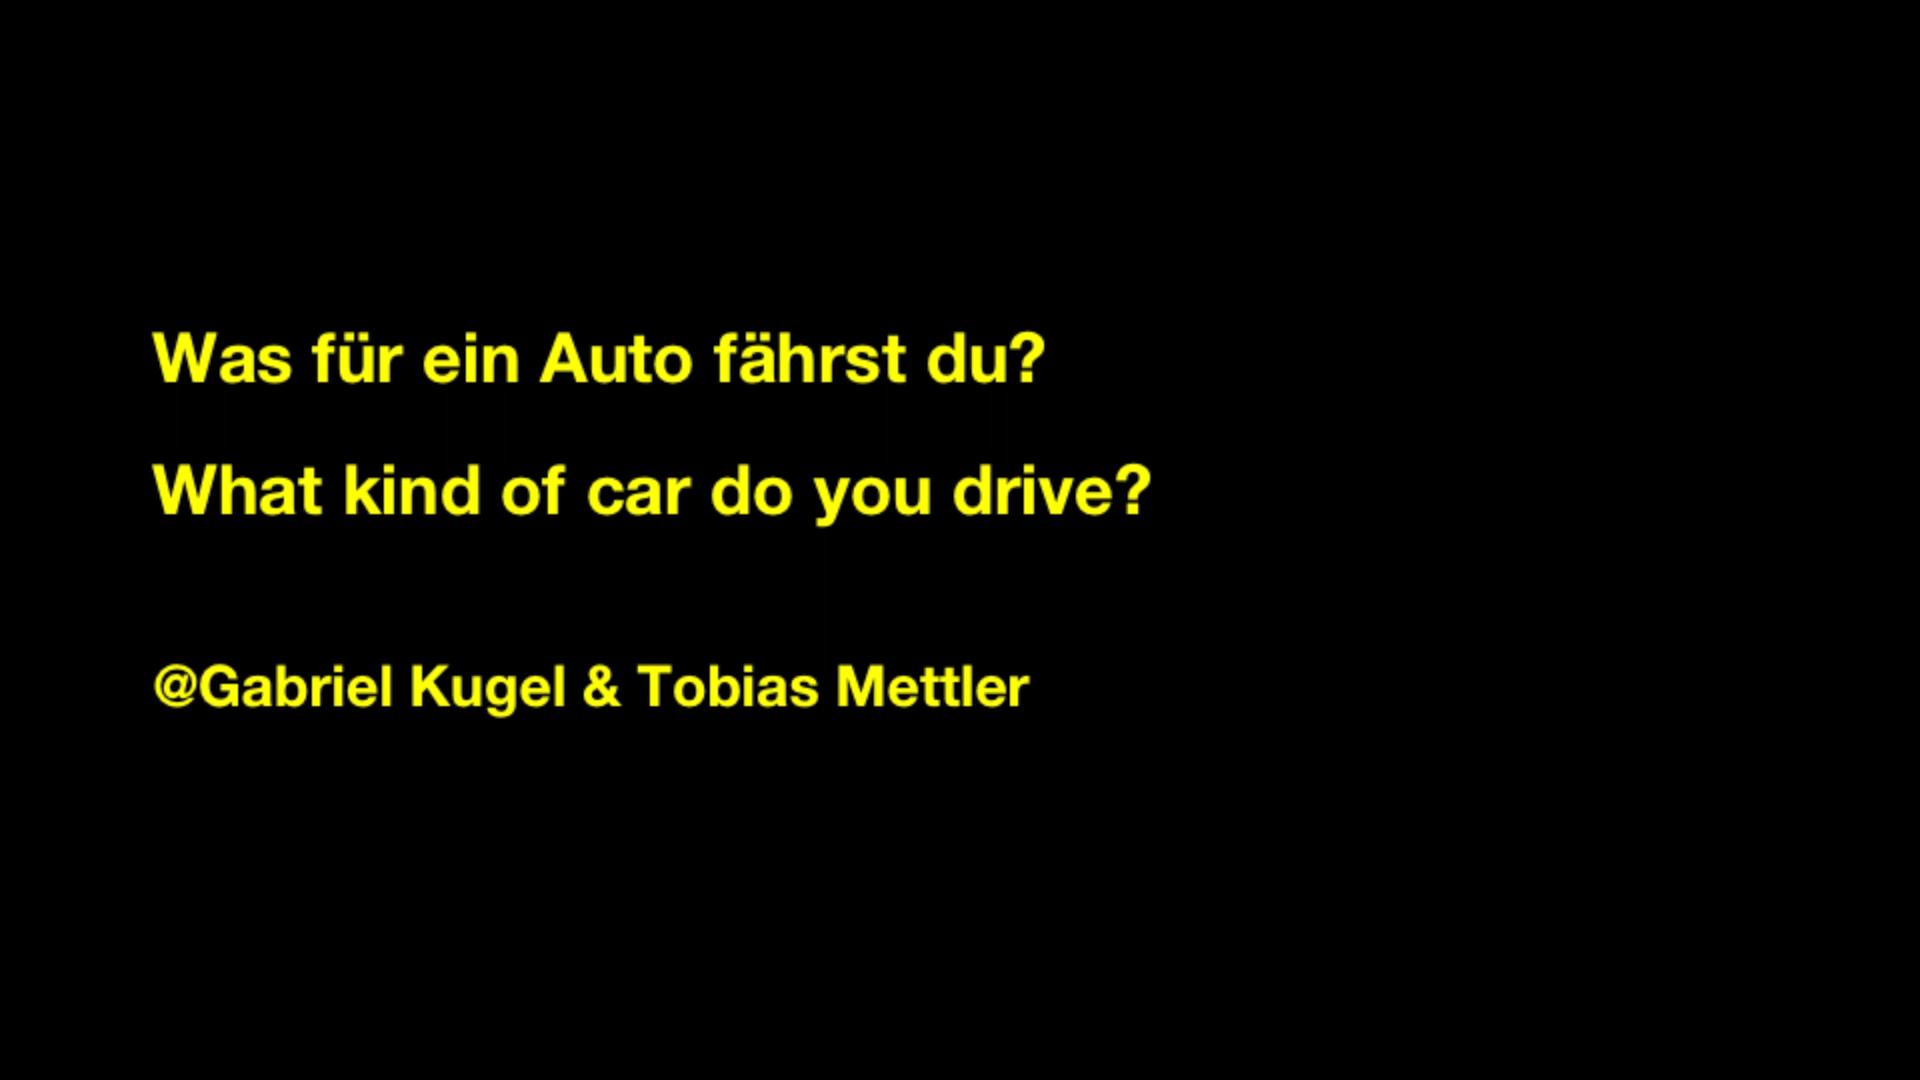 Was für ein Auto fährst du?
What kind of car do you drive?
@Gabriel Kugel & Tobias Mettler